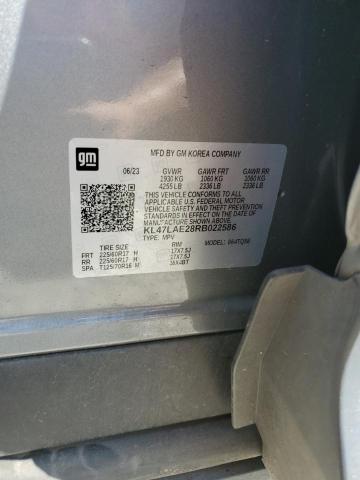 gm
MFD BY GM KOREA COMPANY
06/23 GVWR GAWR FRT GAWR RR
1930 KG 1060 KG 1060 KG
4255 LB 2336 LB 2336 LB
THIS VEHICLE CONFORMS TO ALL
APPLICABLE U.S. FEDERAL MOTOR
VEHICLE SAFETY AND THEFT PREVENTION
STANDARDS IN EFFECT ON THE DATE OF
MANUFACTURE SHOWN ABOVE.
KL47LAE28RB022586
TYPE: MPV MODEL:
TIRE SIZE RIM
FRT 225/60R17 H 17X7.5J
RR 225/60R17 H 17X7.5J
SPA T125/70R16 M 16X4BT